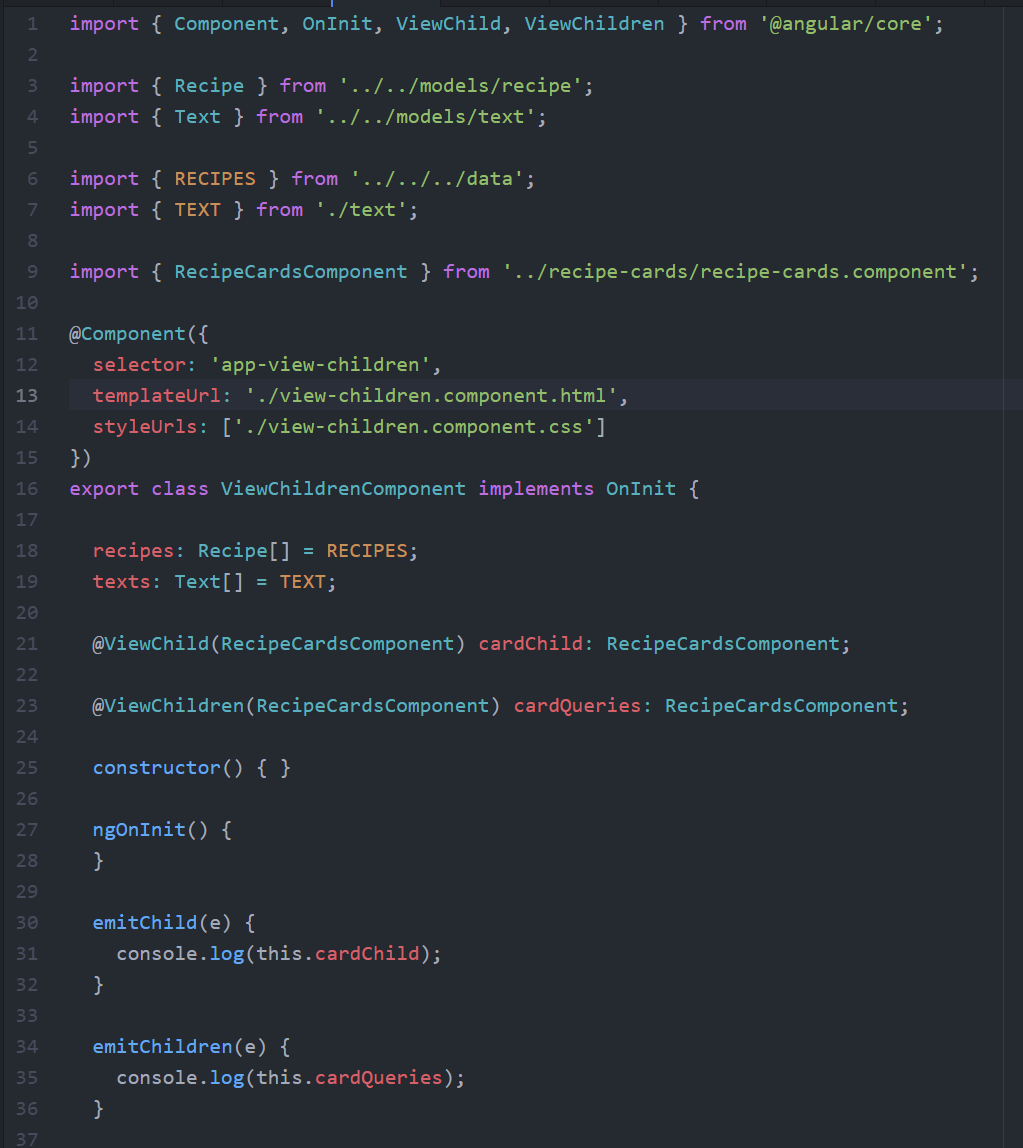 1 import { Component, OnInit, ViewChild, ViewChildren } from '@angular/core';
2
3 import { Recipe } from '../../models/recipe';
4 import { Text } from '../../models/text';
5
6 import { RECIPES } from '../../../data';
7 import { TEXT } from './text';
8
9 import { RecipeCardsComponent } from '../recipe-cards/recipe-cards.component';
10
11 @Component({
12   selector: 'app-view-children',
13   templateUrl: './view-children.component.html',
14   styleUrls: ['./view-children.component.css']
15 })
16 export class ViewChildrenComponent implements OnInit {
17
18   recipes: Recipe[] = RECIPES;
19   texts: Text[] = TEXT;
20
21   @ViewChild(RecipeCardsComponent) cardChild: RecipeCardsComponent;
22
23   @ViewChildren(RecipeCardsComponent) cardQueries: RecipeCardsComponent;
24
25   constructor() { }
26
27   ngOnInit() {
28   }
29
30   emitChild(e) {
31     console.log(this.cardChild);
32   }
33
34   emitChildren(e) {
35     console.log(this.cardQueries);
36   }
37